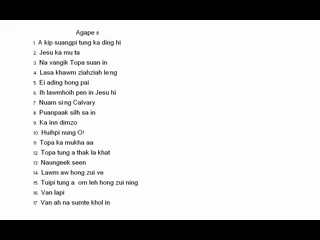 Agape 6
1. A kip suangpi tung ka ding hi
2. Jesu ka mu ta
3. Na vangik Topa suan in
4. Lasa khawm ziahziah leng
5. Ei ading hong pai
6. Ih lawmhoih pen in Jesu hi
7. Nuam sing Calvary
8. Puanpaak silh sa in
9. Ka inn dimzo
10. Huihpi nung O!
11. Topa ka mukha aa
12. Topa tung a thak la khat
13. Naungeek seen
14. Lawm aw hong zui ve
15. Tuipi tung a om leh hong zui ning
16. Van lapi
17. Van ah na sumte khol in